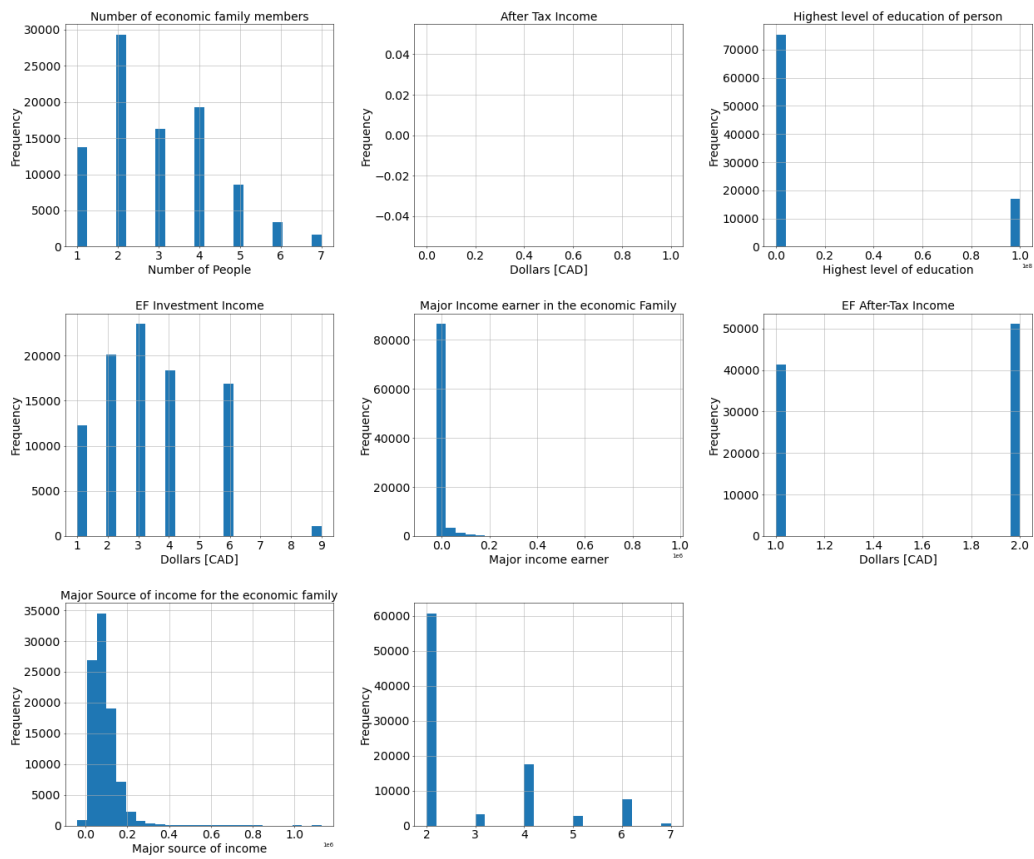 Number of economic family members
30000
25000
20000
15000
10000
5000
0
Frequency
1 2 3 4 5 6 7
Number of People
After Tax Income
0.04
0.02
0.00
−0.02
−0.04
Frequency
0.0 0.2 0.4 0.6 0.8 1.0
Dollars [CAD]
Highest level of education of person
70000
60000
50000
40000
30000
20000
10000
0
Frequency
0.0 0.2 0.4 0.6 0.8 1.0
1e8
Highest level of education
EF Investment Income
20000
15000
10000
5000
0
Frequency
1 2 3 4 5 6 7 8 9
Dollars [CAD]
Major Income earner in the economic Family
80000
60000
40000
20000
0
Frequency
0.0 0.2 0.4 0.6 0.8 1.0
1e6
Major income earner
EF After-Tax Income
50000
40000
30000
20000
10000
0
Frequency
1.0 1.2 1.4 1.6 1.8 2.0
Dollars [CAD]
Major Source of income for the economic family
35000
30000
25000
20000
15000
10000
5000
0
Frequency
0.0 0.2 0.4 0.6 0.8 1.0
1e6
Major source of income
60000
50000
40000
30000
20000
10000
0
Frequency
2 3 4 5 6 7